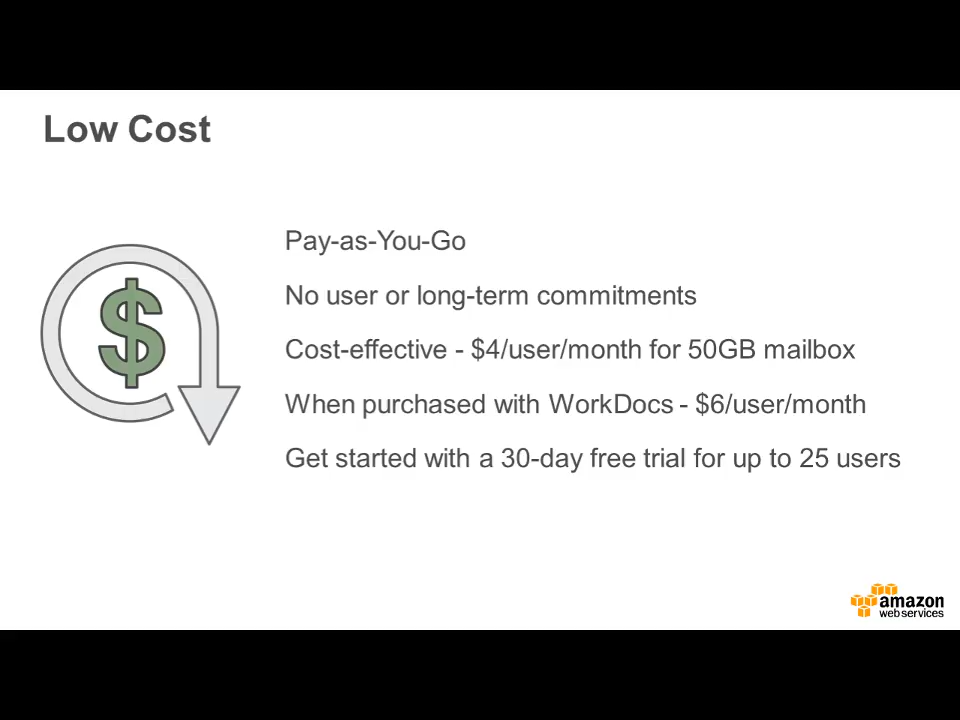 Low Cost
$
Pay-as-You-Go
No user or long-term commitments
Cost-effective - $4/user/month for 50GB mailbox
When purchased with WorkDocs - $6/user/month
Get started with a 30-day free trial for up to 25 users
amazon
webservices